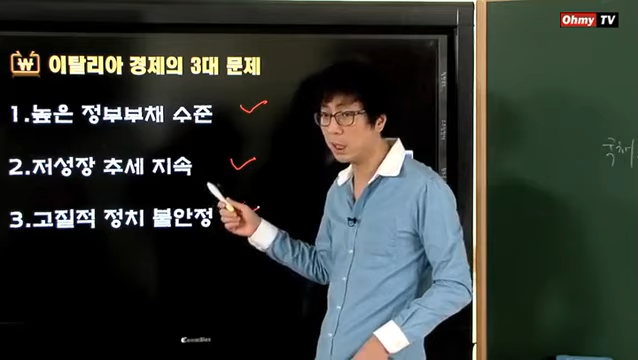 Ohmy TV
이탈리아 경제의 3대 문제
1.높은 정부부채 수준
2.저성장 추세 지속
3.고질적 정치 불안정
국채